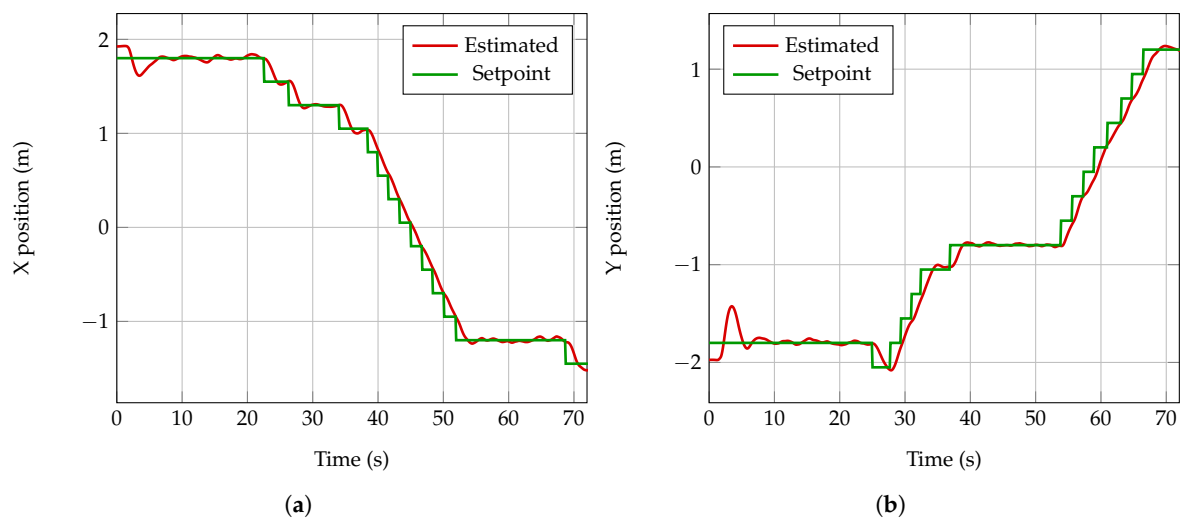 2
1
0
−1
0 10 20 30 40 50 60 70
X position (m)
Time (s)
Estimated
Setpoint
(a)
1
0
−1
−2
0 10 20 30 40 50 60 70
Y position (m)
Time (s)
Estimated
Setpoint
(b)